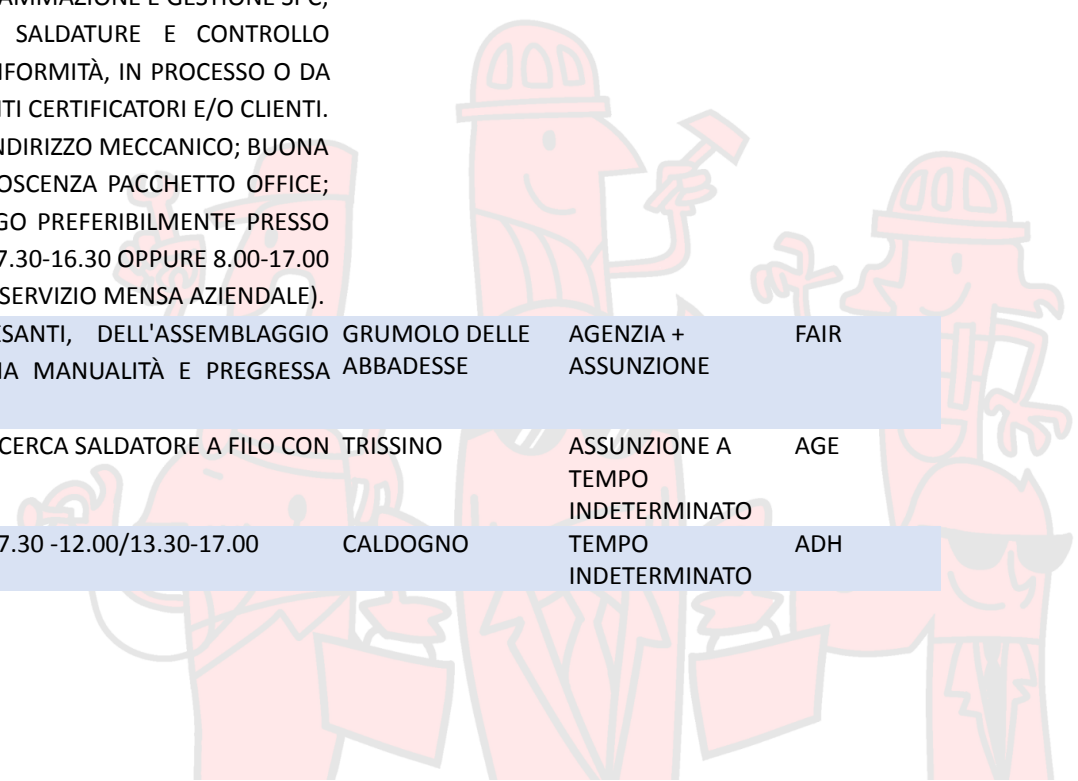 SALDATURE E CONTROLLO
NFORMITÀ, IN PROCESSO O DA
NTI CERTIFICATORI E/O CLIENTI.
NDIRIZZO MECCANICO; BUONA
OSCENZA PACCHETTO OFFICE;
GO PREFERIBILMENTE PRESSO
7.30-16.30 OPPURE 8.00-17.00
SERVIZIO MENSA AZIENDALE).
ESANTI, DELL'ASSEMBLAGGIO GRUMOLO DELLE AGENZIA + FAIR
MA MANUALITÀ E PREGRESSA ABBADESSE ASSUNZIONE
CERCA SALDATORE A FILO CON TRISSINO ASSUNZIONE A AGE
TEMPO
INDETERMINATO
7.30 -12.00/13.30-17.00 CALDOGNO TEMPO ADH
INDETERMINATO